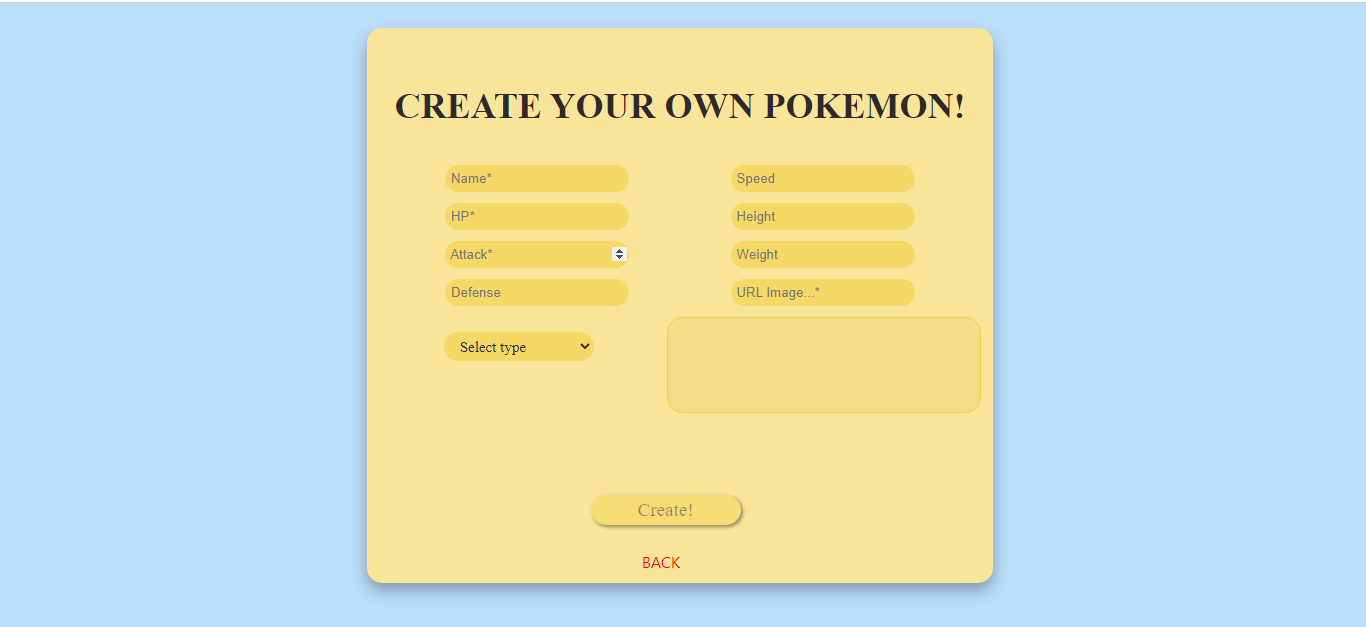 CREATE YOUR OWN POKEMON!
Name*
Speed
HP*
Height
Attack*
Weight
Defense
URL Image...*
Select type
Create!
BACK